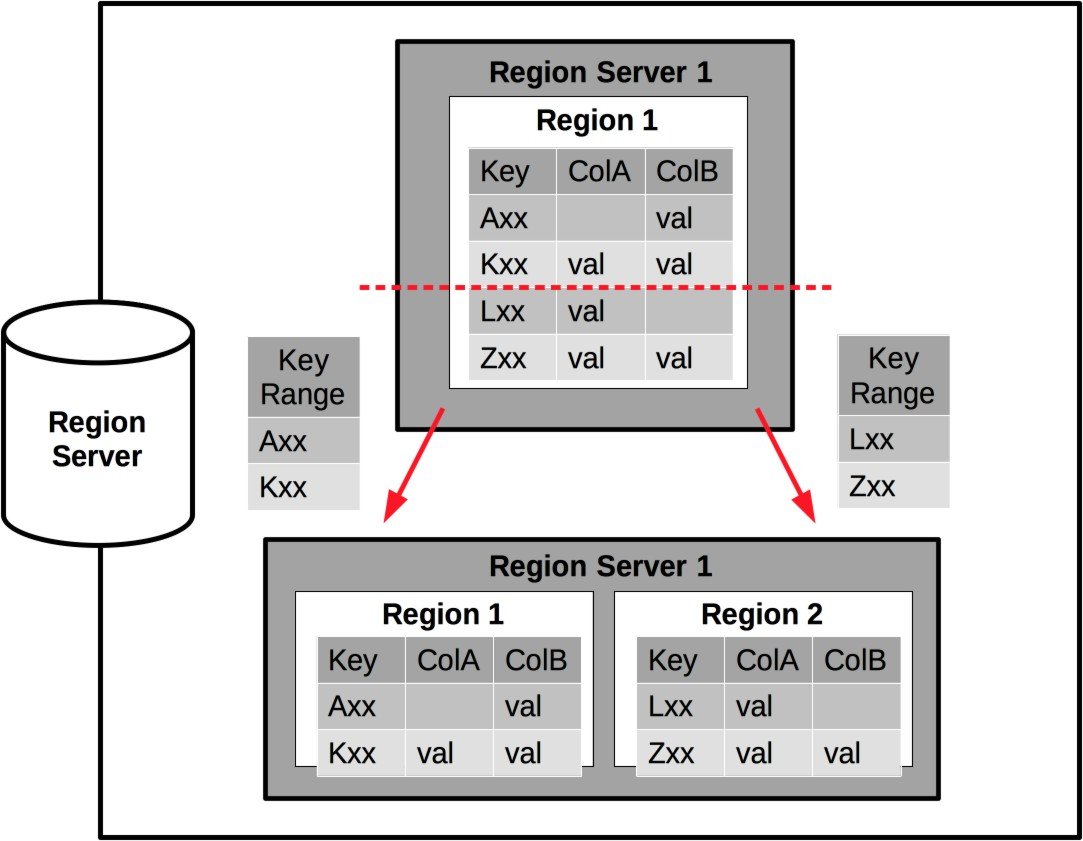 Region Server 1
Region 1
Key ColA ColB
Axx val
Kxx val val
Lxx val
Zxx val val
Key
Range
Axx
Kxx
Key
Range
Lxx
Zxx
Region
Server
Region Server 1
Region 1
Key ColA ColB
Axx val
Kxx val val
Region 2
Key ColA ColB
Lxx val
Zxx val val